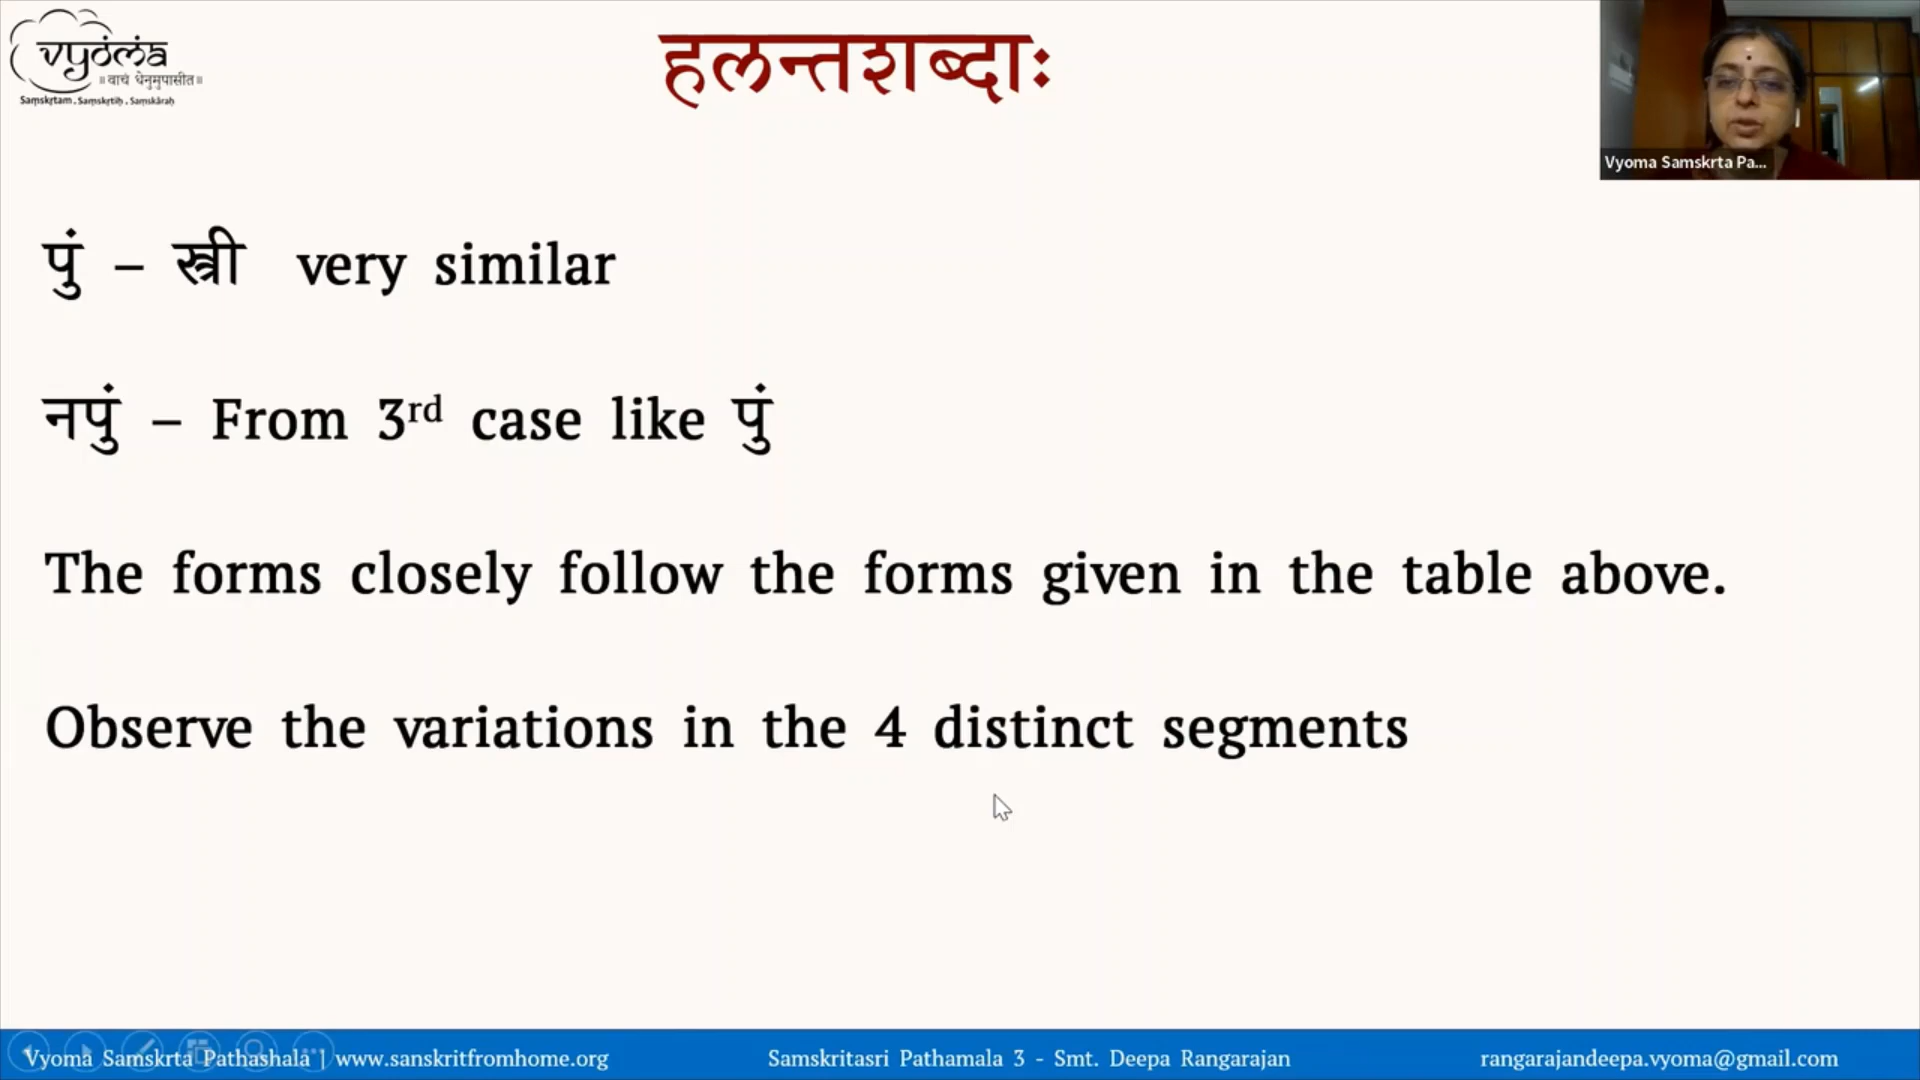 vyoma
॥ वाचं धेनुमुपासीत ॥
Saṃskṛtam . Saṃskṛtiḥ . Saṃskāraḥ
हलन्तशब्दाः
Vyoma Samskrta Pa...
पुं – स्त्री very similar
नपुं – From 3rd case like पुं
The forms closely follow the forms given in the table above.
Observe the variations in the 4 distinct segments
Vyoma Samskrta Pathashala | www.sanskritfromhome.org
Samskritasri Pathamala 3 - Smt. Deepa Rangarajan
rangarajandeepa.vyoma@gmail.com